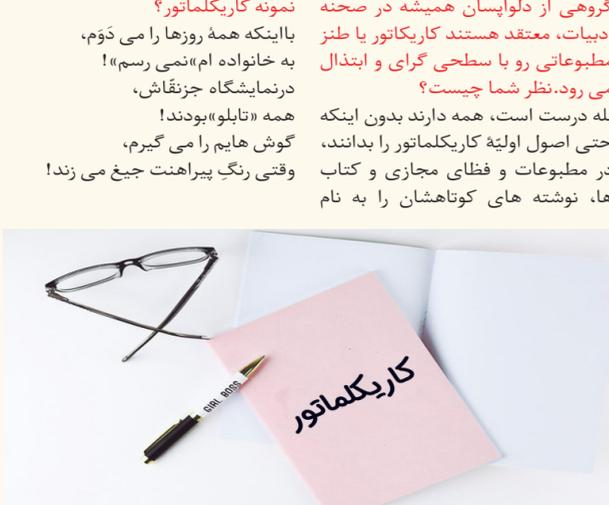 گروهی از دلواپسان همیشه در صحنه
ادبیات، معتقد هستند کاریکاتور یا طنز
مطبوعاتی رو با سطحی گرای و ابتذال
می رود.نظر شما چیست؟
بله درست است، همه دارند بدون اینکه
حتی اصول اولیّهٔ کاریکلماتور را بدانند،
در مطبوعات و فظای مجازی و کتاب
ها، نوشته های کوتاهشان را به نام
نمونه کاریکلماتور؟
بااینکه همهٔ روزها را می دَوَم،
به خانواده ام»نمی رسم»!
درنمایشگاه جزنقّاش،
همه «تابلو»بودند!
گوش هایم را می گیرم،
وقتی رنگِ پیراهنت جیغ می زند!
کاریکلماتور
GIRL BOSS